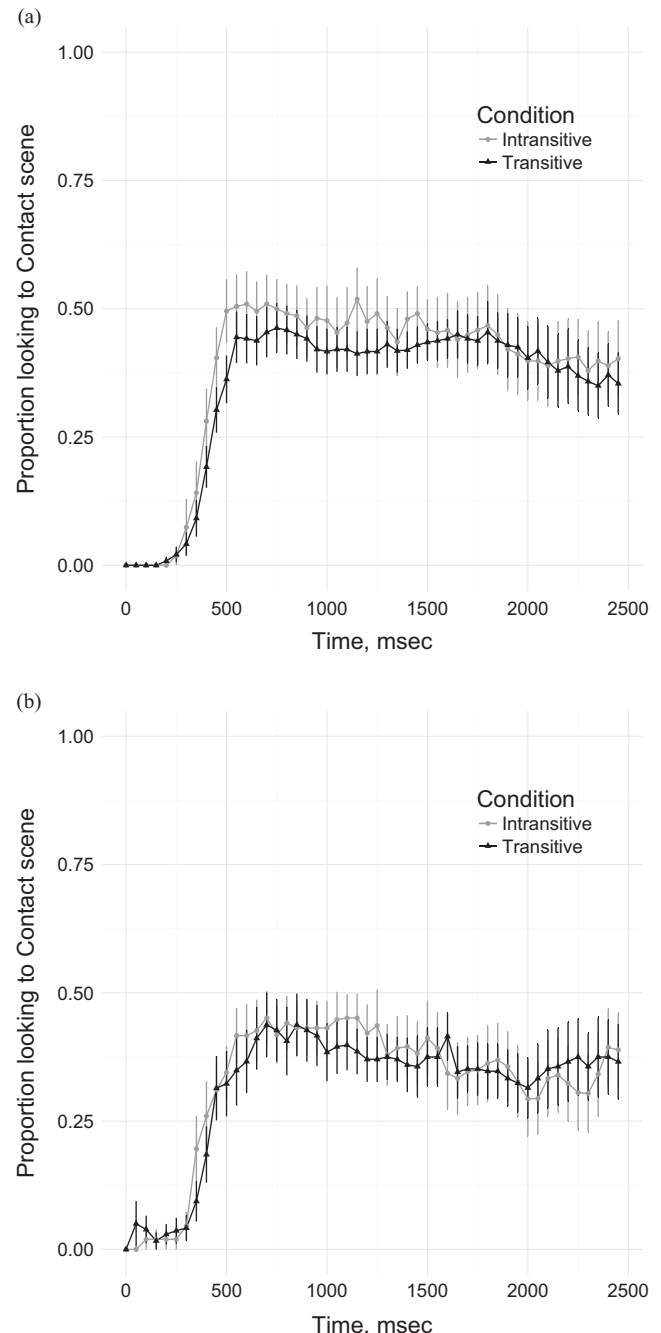 (a)
1.00
0.75
0.50
0.25
0.00
Proportion looking to Contact scene
Condition
Intransitive
Transitive
0
500
1000
1500
2000
2500
Time, msec
(b)
1.00
0.75
0.50
0.25
0.00
Proportion looking to Contact scene
Condition
Intransitive
Transitive
0
500
1000
1500
2000
2500
Time, msec